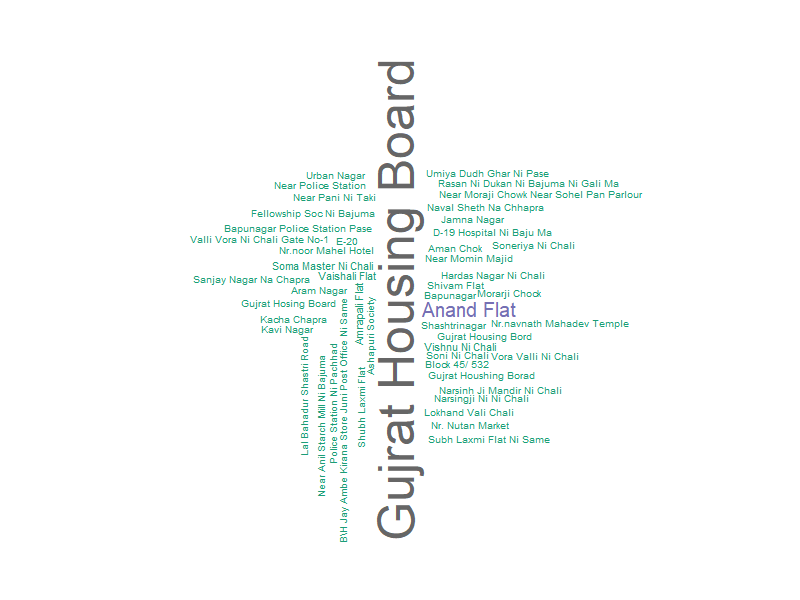 Gujrat Housing Board
Urban Nagar
Near Police Station
Near Pani Ni Taki
Fellowship Soc Ni Bajuma
Bapunagar Police Station Pase
Valli Vora Ni Chali Gate No-1
E-20
Nr.noor Mahel Hotel
Soma Master Ni Chali
Vaishali Flat
Sanjay Nagar Na Chapra
Aram Nagar
Gujrat Hosing Board
Kacha Chapra
Kavi Nagar
Lal Bahadur Shastri Road
Near Anil Starch Mill Ni Bajuma
Police Station Ni Pachhad
B\H Jay Ambe Kirana Store Juni Post Office Ni Same
Amrapali Flat
Shubh Laxmi Flat
Ashapuri Society
Umiya Dudh Ghar Ni Pase
Rasan Ni Dukan Ni Bajuma Ni Gali Ma
Near Moraji Chowk Near Sohel Pan Parlour
Naval Sheth Na Chhapra
Jamna Nagar
D-19 Hospital Ni Baju Ma
Soneriya Ni Chali
Aman Chok
Near Momin Majid
Hardas Nagar Ni Chali
Shivam Flat
Bapunagar
Morarji Chock
Anand Flat
Shashtrinagar
Nr.navnath Mahadev Temple
Gujrat Housing Bord
Vishnu Ni Chali
Soni Ni Chali
Vora Valli Ni Chali
Block 45/ 532
Gujrat Houshing Borad
Narsinh Ji Mandir Ni Chali
Narsingji Ni Ni Chali
Lokhand Vali Chali
Nr. Nutan Market
Subh Laxmi Flat Ni Same